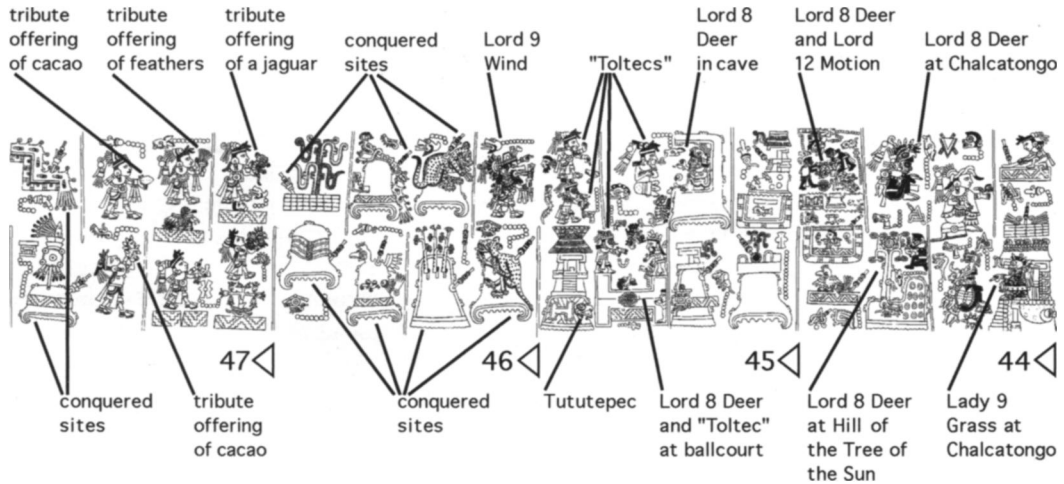 tribute
offering
of cacao
tribute
offering
of feathers
tribute
offering
of a jaguar
conquered
sites
Lord 9
Wind
"Toltecs"
Lord 8
Deer
in cave
Lord 8 Deer
and Lord
12 Motion
Lord 8 Deer
at Chalcatongo
47
46
45
44
conquered
sites
tribute
offering
of cacao
conquered
sites
Tututepec
Lord 8 Deer
and "Toltec"
at ballcourt
Lord 8 Deer
at Hill of
the Tree of
the Sun
Lady 9
Grass at
Chalcatongo